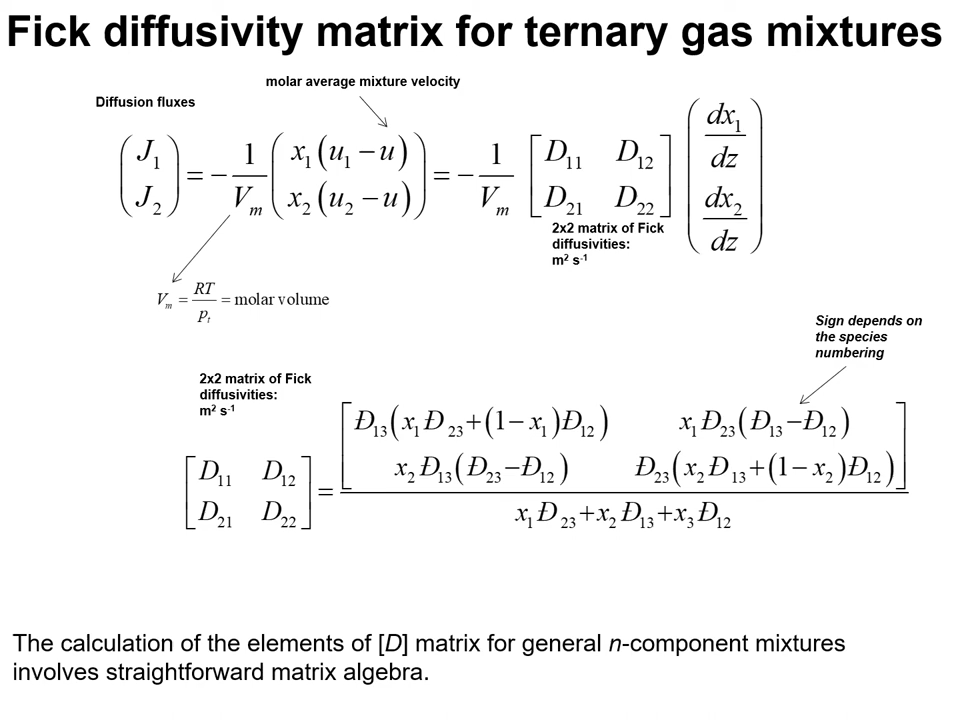 Fick diffusivity matrix for ternary gas mixtures
molar average mixture velocity
Diffusion fluxes
(J₁ J₂) = − 1/Vₘ (x₁(u₁ − u) x₂(u₂ − u)) = − 1/Vₘ [D₁₁ D₁₂ D₂₁ D₂₂] (dx₁/dz dx₂/dz)
2x2 matrix of Fick
diffusivities:
m² s⁻¹
Vₘ = RT/pₜ = molar volume
Sign depends on
the species
numbering
2x2 matrix of Fick
diffusivities:
m² s⁻¹
[D₁₁ D₁₂ D₂₁ D₂₂] = [Đ₁₃(x₁Đ₂₃+(1−x₁)Đ₁₂) x₁Đ₂₃(Đ₁₃−Đ₁₂) x₂Đ₁₃(Đ₂₃−Đ₁₂) Đ₂₃(x₂Đ₁₃+(1−x₂)Đ₁₂)] / x₁Đ₂₃+x₂Đ₁₃+x₃Đ₁₂
The calculation of the elements of [D] matrix for general n-component mixtures
involves straightforward matrix algebra.